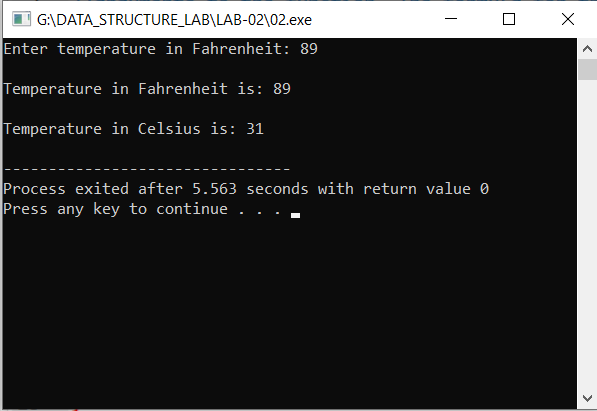 G:\DATA_STRUCTURE_LAB\LAB-02\02.exe
Enter temperature in Fahrenheit: 89
Temperature in Fahrenheit is: 89
Temperature in Celsius is: 31
--------------------------------
Process exited after 5.563 seconds with return value 0
Press any key to continue . . .